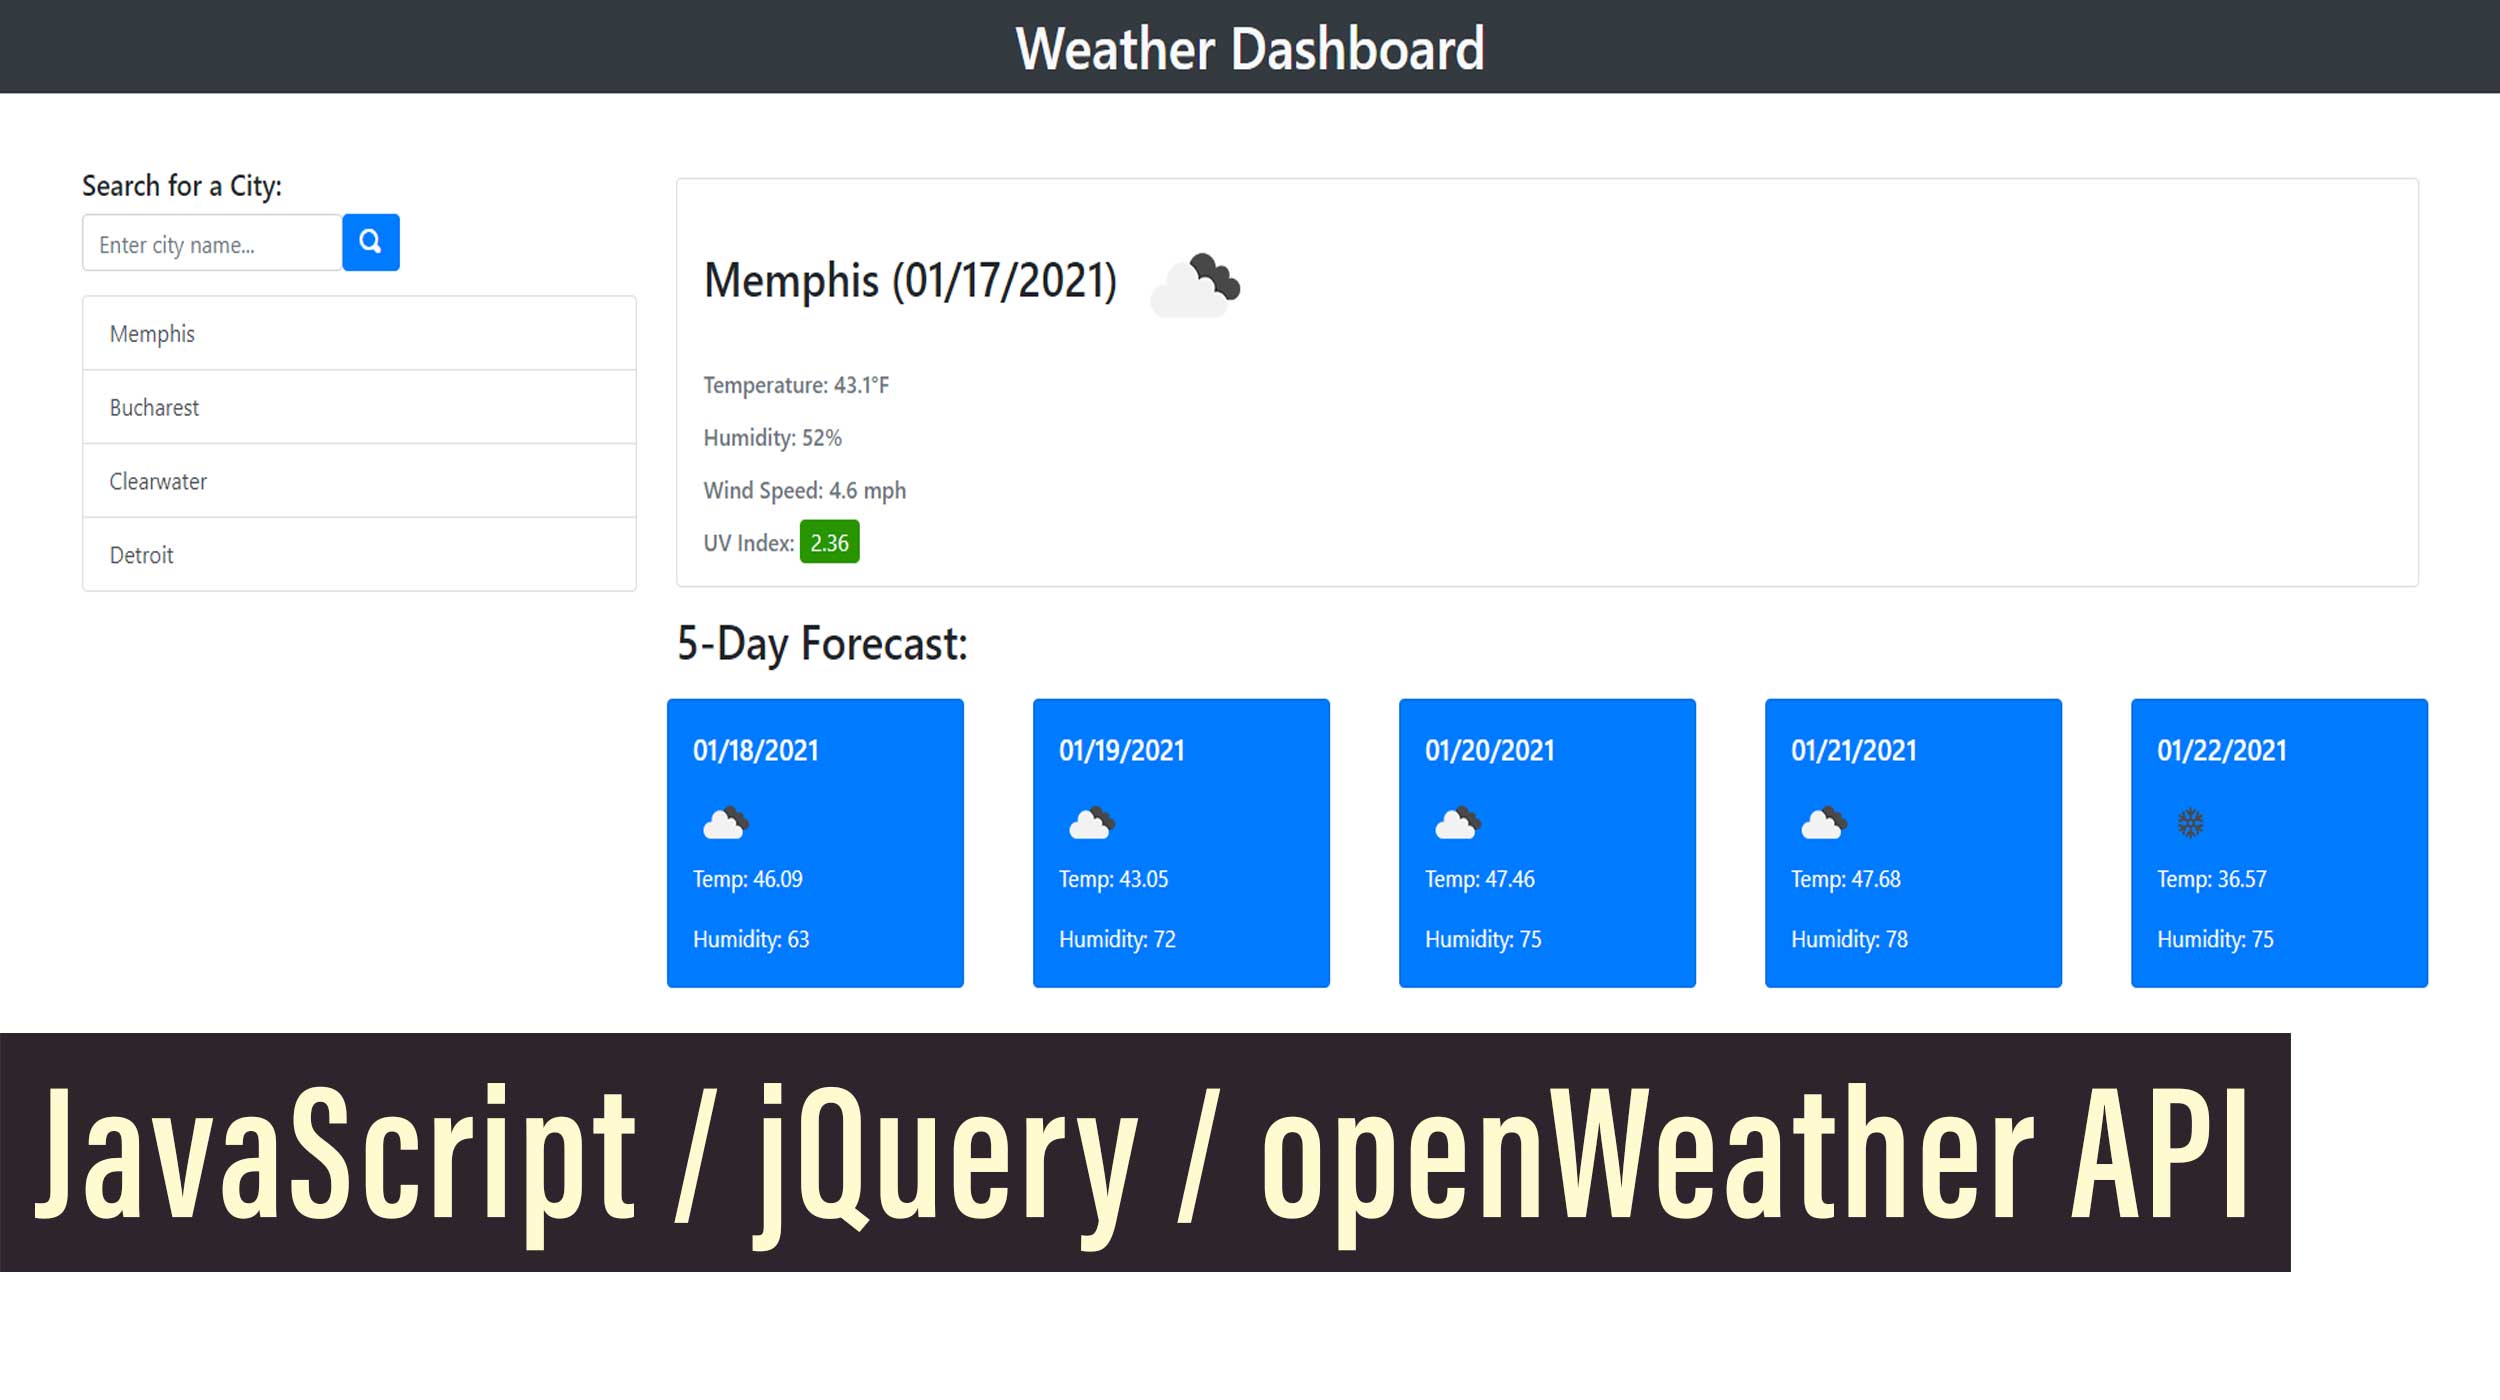 Weather Dashboard
Search for a City:
Enter city name...
Memphis
Bucharest
Clearwater
Detroit
Memphis (01/17/2021)
Temperature: 43.1°F
Humidity: 52%
Wind Speed: 4.6 mph
UV Index: 2.36
5-Day Forecast:
01/18/2021
Temp: 46.09
Humidity: 63
01/19/2021
Temp: 43.05
Humidity: 72
01/20/2021
Temp: 47.46
Humidity: 75
01/21/2021
Temp: 47.68
Humidity: 78
01/22/2021
Temp: 36.57
Humidity: 75
JavaScript / jQuery / openWeather API